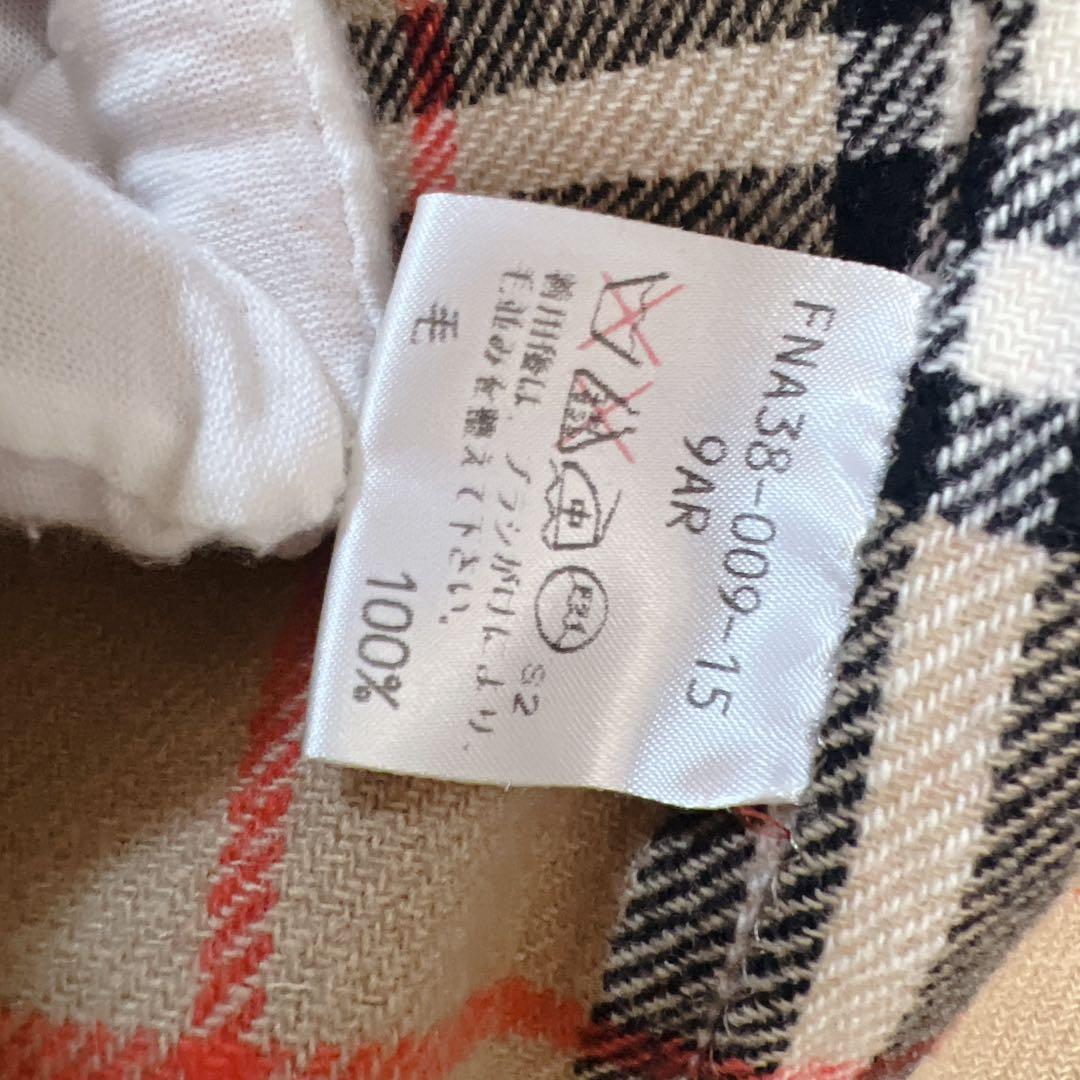 FNA38-009-15
9AR
中
S2
着用後は、ブラシがけにより、
毛並みを揃えて下さい。
毛 100%